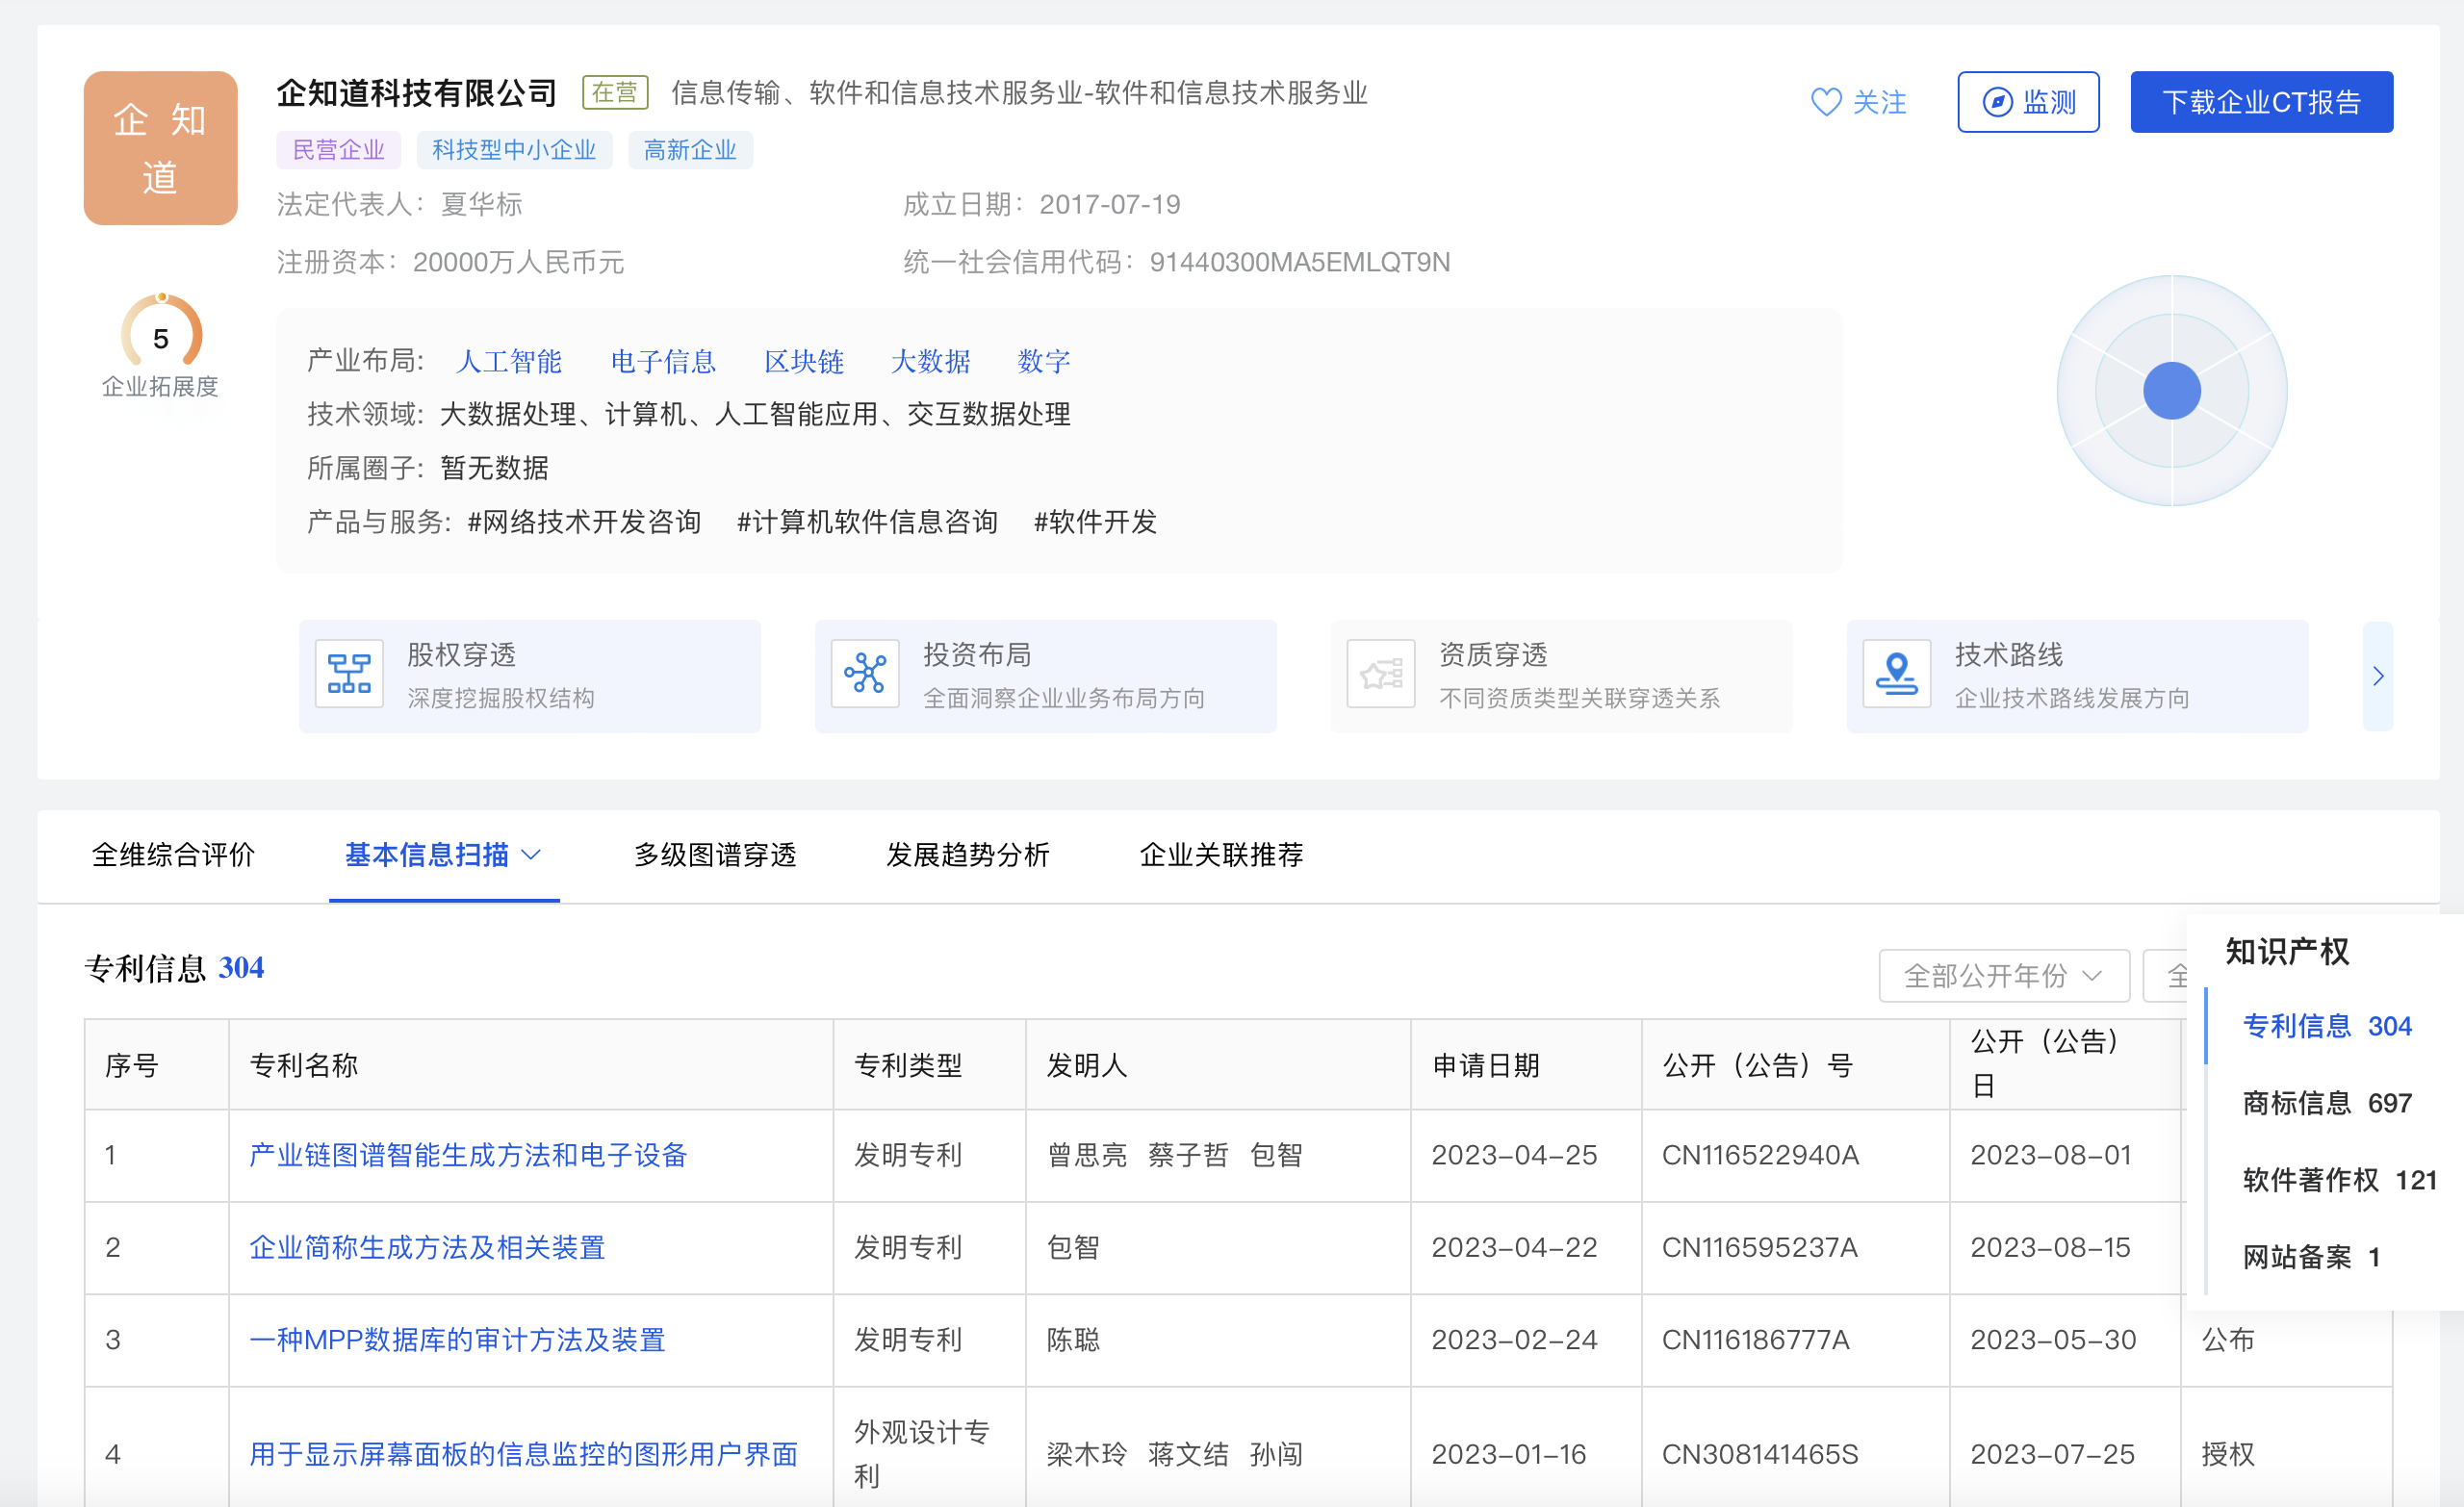 企 知
道
企知道科技有限公司 在营 信息传输、软件和信息技术服务业-软件和信息技术服务业
关注 监测 下载企业CT报告
民营企业 科技型中小企业 高新企业
法定代表人：夏华标 成立日期：2017-07-19
注册资本：20000万人民币元 统一社会信用代码：91440300MA5EMLQT9N
5
企业拓展度
产业布局: 人工智能 电子信息 区块链 大数据 数字
技术领域: 大数据处理、计算机、人工智能应用、交互数据处理
所属圈子: 暂无数据
产品与服务: #网络技术开发咨询 #计算机软件信息咨询 #软件开发
股权穿透
深度挖掘股权结构
投资布局
全面洞察企业业务布局方向
资质穿透
不同资质类型关联穿透关系
技术路线
企业技术路线发展方向
全维综合评价 基本信息扫描 多级图谱穿透 发展趋势分析 企业关联推荐
专利信息 304
全部公开年份 全
知识产权
专利信息 304
商标信息 697
软件著作权 121
网站备案 1
序号 专利名称 专利类型 发明人 申请日期 公开（公告）号 公开（公告）
日
1 产业链图谱智能生成方法和电子设备 发明专利 曾思亮 蔡子哲 包智 2023-04-25 CN116522940A 2023-08-01
2 企业简称生成方法及相关装置 发明专利 包智 2023-04-22 CN116595237A 2023-08-15
3 一种MPP数据库的审计方法及装置 发明专利 陈聪 2023-02-24 CN116186777A 2023-05-30 公布
4 用于显示屏幕面板的信息监控的图形用户界面 外观设计专
利 梁木玲 蒋文结 孙闯 2023-01-16 CN308141465S 2023-07-25 授权